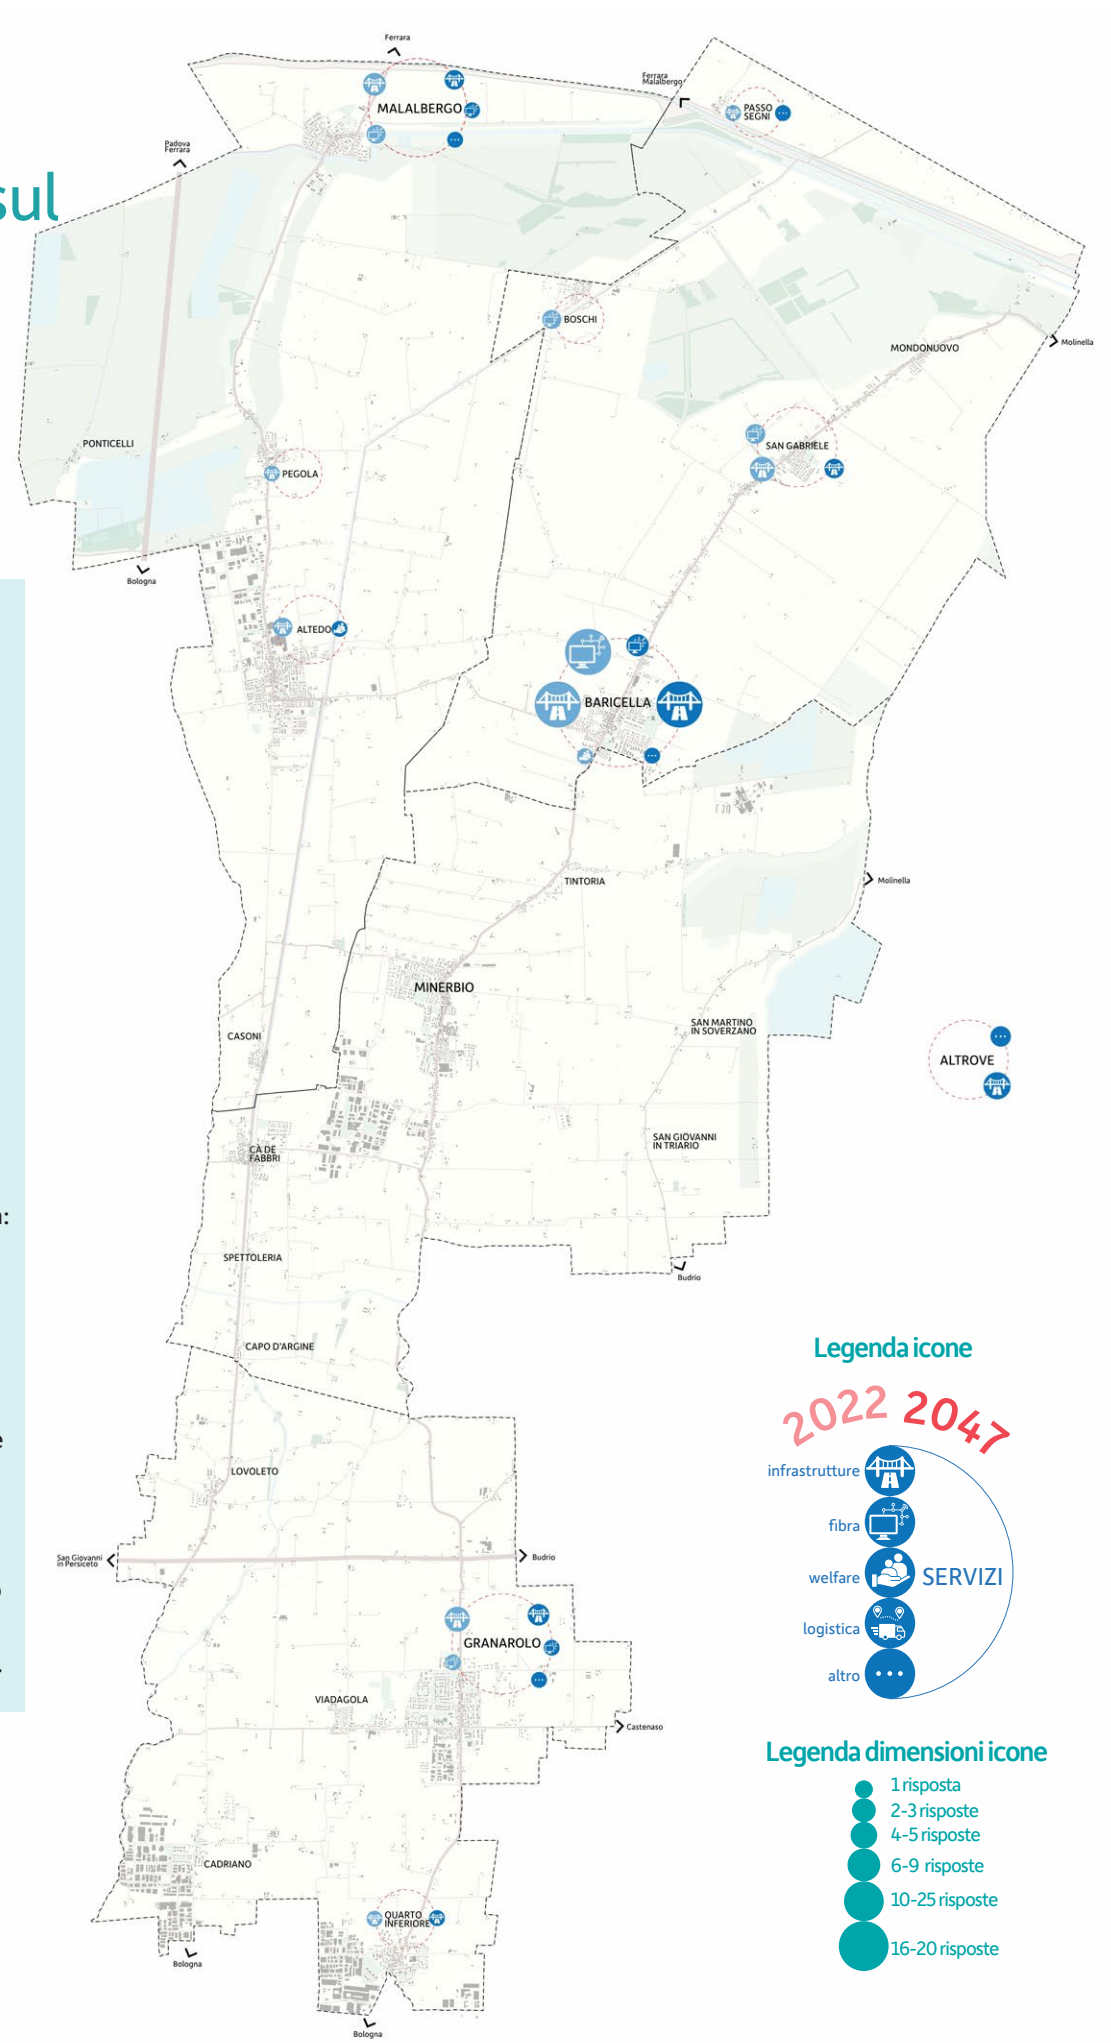 Ferrara
Ferrara
Malalbergo
MALALBERGO
PASSO
SEGNI
Padova
Ferrara
sul
BOSCHI
Molinella
MONDONUOVO
PONTICELLI
SAN GABRIELE
PEGOLA
Bologna
ALTEDO
BARICELLA
TINTORIA
Molinella
MINERBIO
SAN MARTINO
IN SOVERZANO
CASONI
ALTROVE
SAN GIOVANNI
IN TRIARIO
CÀ DE
FABBRI
:
SPETTOLERIA
Budrio
CAPO D'ARGINE
Legenda icone
2022 2047
e
LOVOLETO
infrastrutture
fibra
San Giovanni
in Persiceto
Budrio
welfare
SERVIZI
logistica
GRANAROLO
altro
VIADAGOLA
Castenaso
Legenda dimensioni icone
1 risposta
2-3 risposte
4-5 risposte
6-9 risposte
10-25 risposte
16-20 risposte
CADRIANO
QUARTO
INFERIORE
Bologna
Bologna